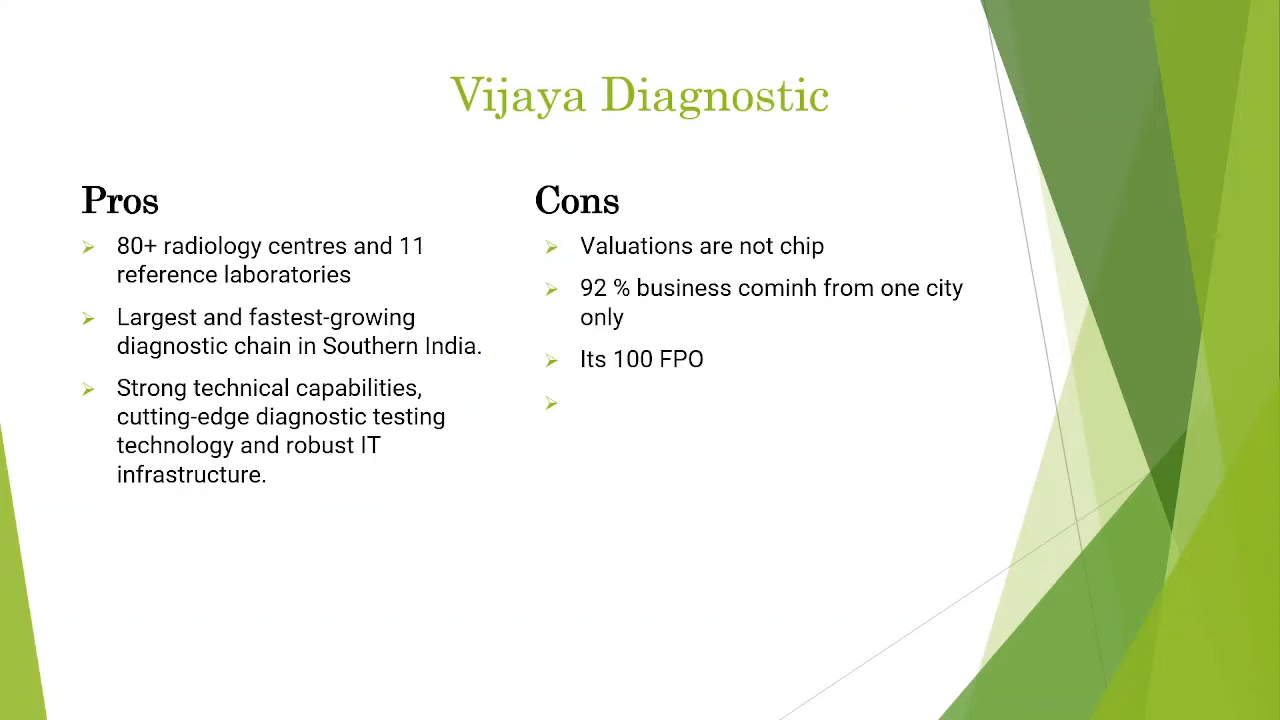 Vijaya Diagnostic
Pros
80+ radiology centres and 11
reference laboratories
Largest and fastest-growing
diagnostic chain in Southern India.
Strong technical capabilities,
cutting-edge diagnostic testing
technology and robust IT
infrastructure.
Cons
Valuations are not chip
92 % business cominh from one city
only
Its 100 FPO